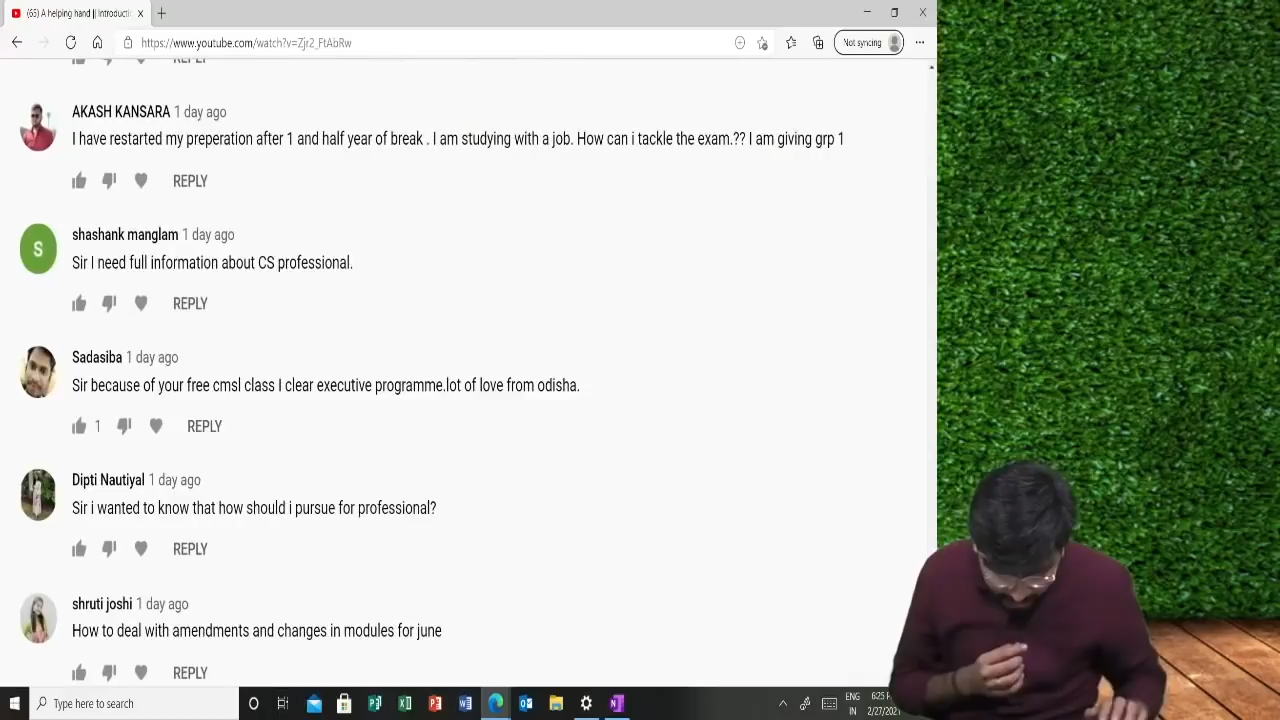 (65) A helping hand || Introducti
https://www.youtube.com/watch?v=Zjr2_FtAbRw
Not syncing
REPLY
AKASH KANSARA 1 day ago
I have restarted my preperation after 1 and half year of break . I am studying with a job. How can i tackle the exam.?? I am giving grp 1
REPLY
shashank manglam 1 day ago
S
Sir I need full information about CS professional.
REPLY
Sadasiba 1 day ago
Sir because of your free cmsl class I clear executive programme.lot of love from odisha.
1 REPLY
Dipti Nautiyal 1 day ago
Sir i wanted to know that how should i pursue for professional?
REPLY
shruti joshi 1 day ago
How to deal with amendments and changes in modules for june
REPLY
Type here to search
ENG 6:25 P
IN 2/27/202